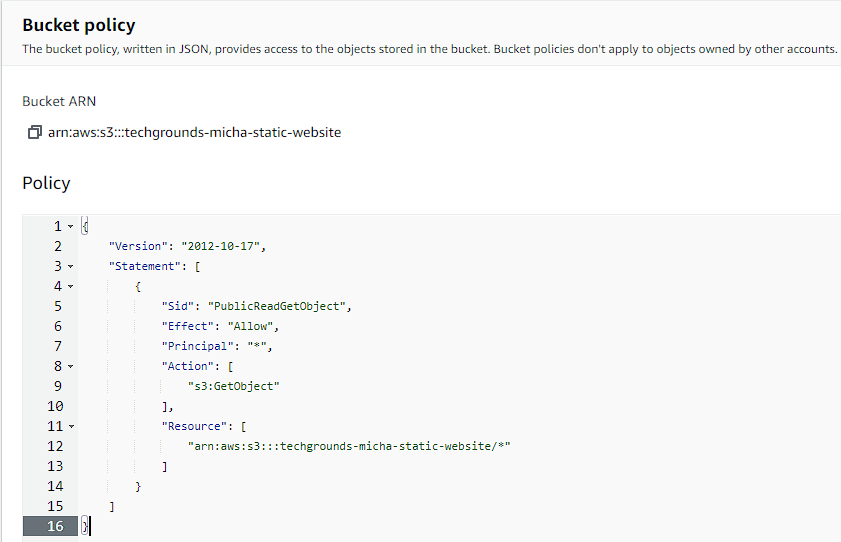 Bucket policy
The bucket policy, written in JSON, provides access to the objects stored in the bucket. Bucket policies don't apply to objects owned by other accounts.
Bucket ARN
arn:aws:s3:::techgrounds-micha-static-website
Policy
1 {
2 "Version": "2012-10-17",
3 "Statement": [
4 {
5 "Sid": "PublicReadGetObject",
6 "Effect": "Allow",
7 "Principal": "*",
8 "Action": [
9 "s3:GetObject"
10 ],
11 "Resource": [
12 "arn:aws:s3:::techgrounds-micha-static-website/*"
13 ]
14 }
15 ]
16 }